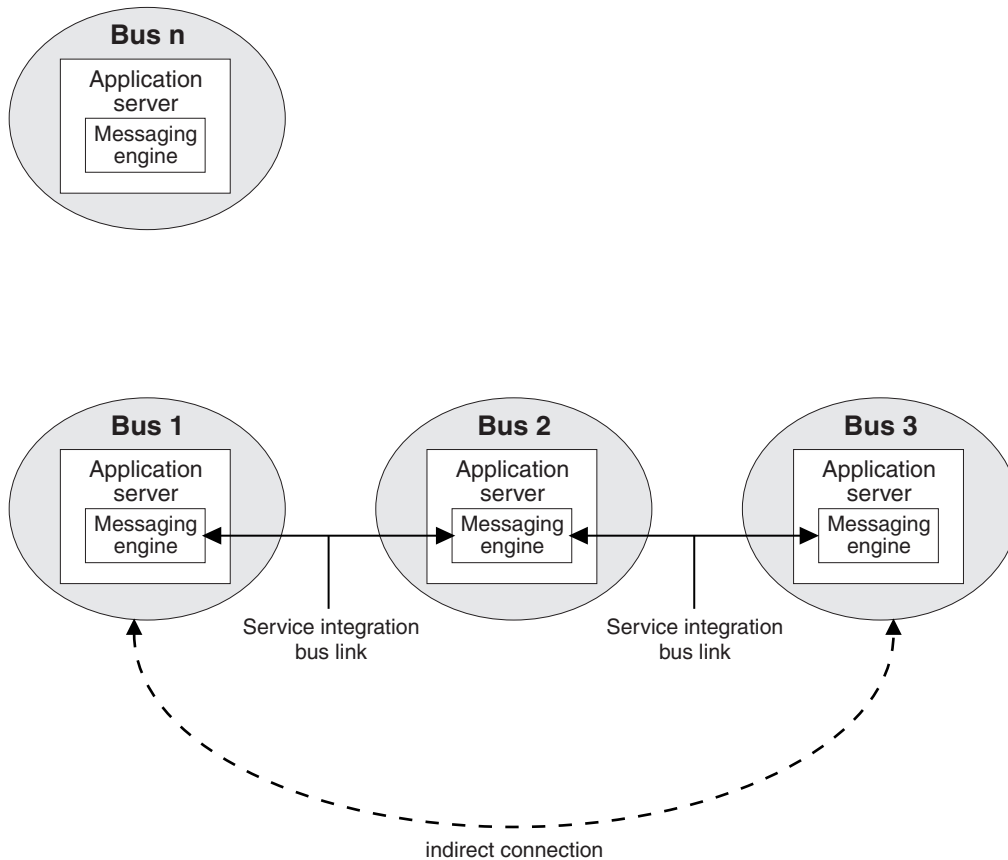 Bus n
Application
server
Messaging
engine
Bus 1
Application
server
Messaging
engine
Bus 2
Application
server
Messaging
engine
Bus 3
Application
server
Messaging
engine
Service integration
bus link
Service integration
bus link
indirect connection